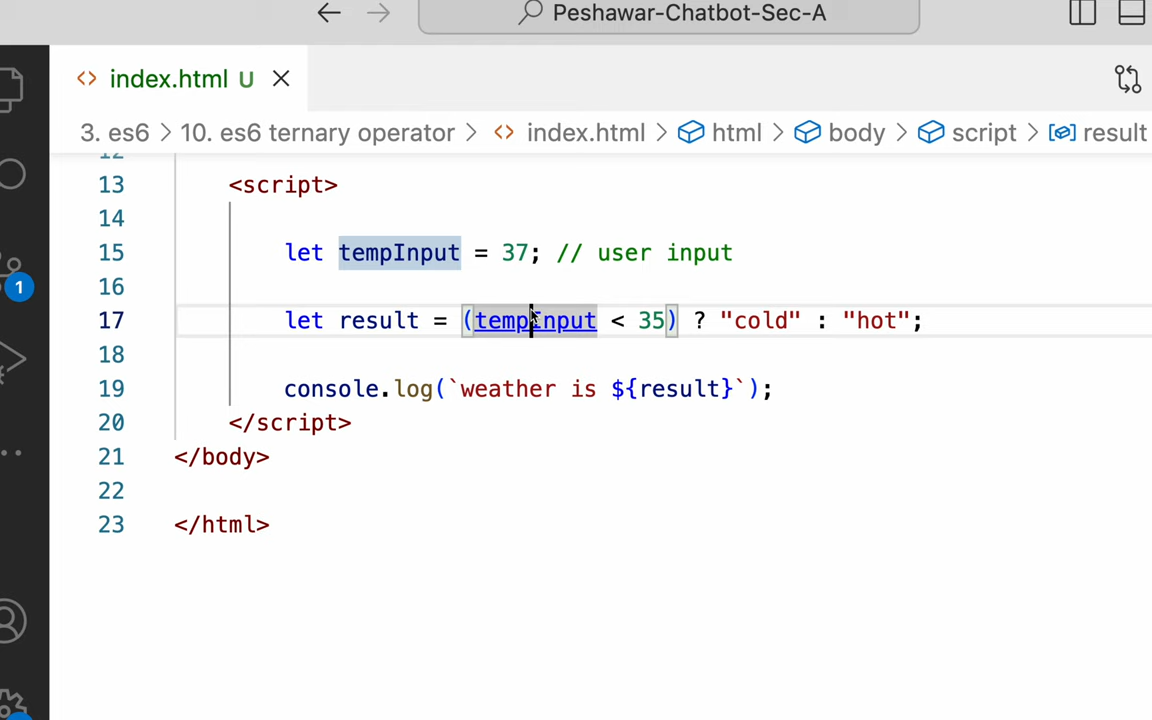 Peshawar-Chatbot-Sec-A
index.html U
3. es6 > 10. es6 ternary operator > <> index.html > html > body > script > result
12
13 <script>
14
15 let tempInput = 37; // user input
16
17 let result = (tempInput < 35) ? "cold" : "hot";
18
19 console.log(`weather is ${result}`);
20 </script>
21 </body>
22
23 </html>
1